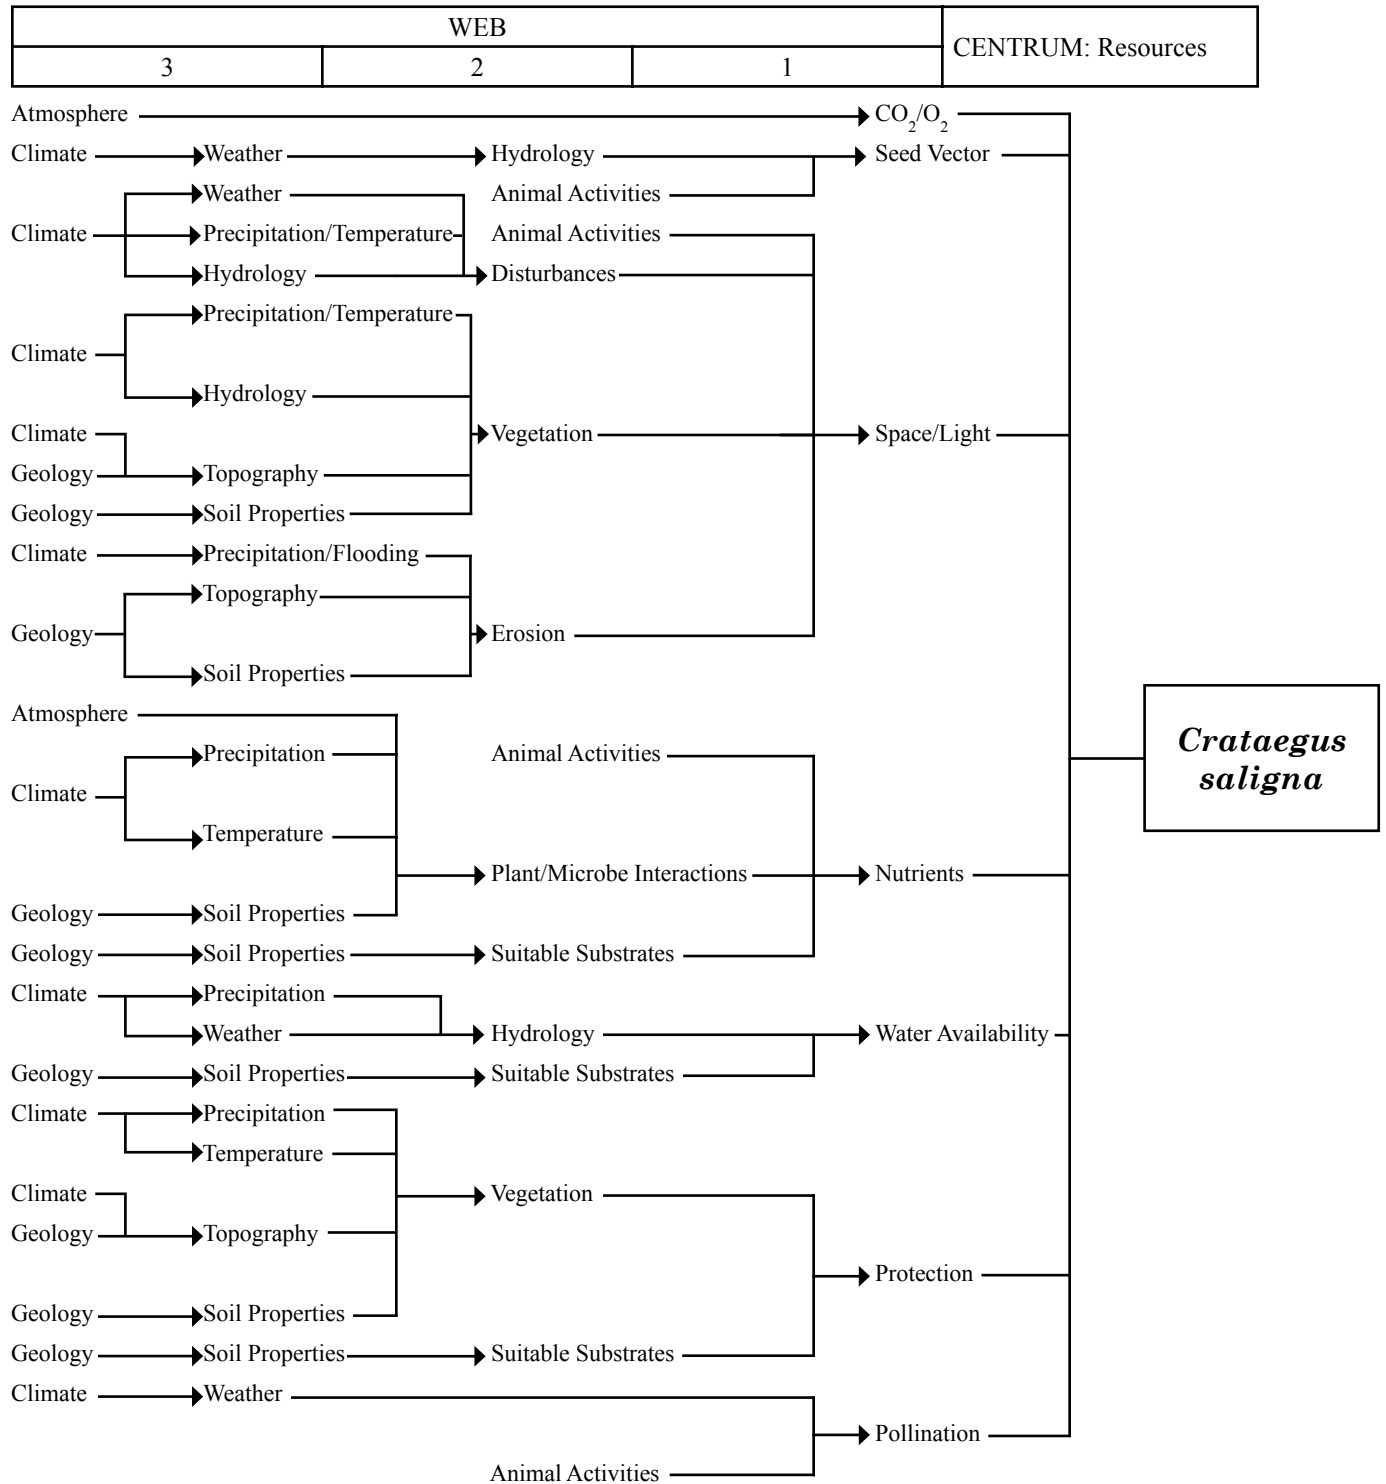 WEB
CENTRUM: Resources
3 2 1
Atmosphere CO2/O2
Climate Weather Hydrology Seed Vector
Weather Animal Activities
Climate Precipitation/Temperature Animal Activities
Hydrology Disturbances
Precipitation/Temperature
Climate
Hydrology
Climate Vegetation Space/Light
Geology Topography
Geology Soil Properties
Climate Precipitation/Flooding
Topography
Geology Erosion
Soil Properties
Atmosphere
Precipitation Animal Activities
Crataegus
saligna
Climate
Temperature
Plant/Microbe Interactions Nutrients
Geology Soil Properties
Geology Soil Properties Suitable Substrates
Climate Precipitation
Weather Hydrology Water Availability
Geology Soil Properties Suitable Substrates
Climate Precipitation
Temperature
Climate Vegetation
Geology Topography
Protection
Geology Soil Properties
Geology Soil Properties Suitable Substrates
Climate Weather
Pollination
Animal Activities